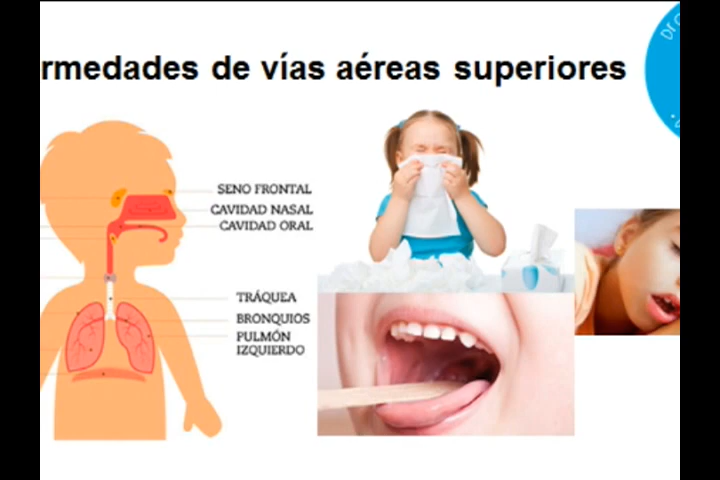 rmedades de vías aéreas superiores
SENO FRONTAL
CAVIDAD NASAL
CAVIDAD ORAL
TRÁQUEA
BRONQUIOS
PULMÓN
IZQUIERDO